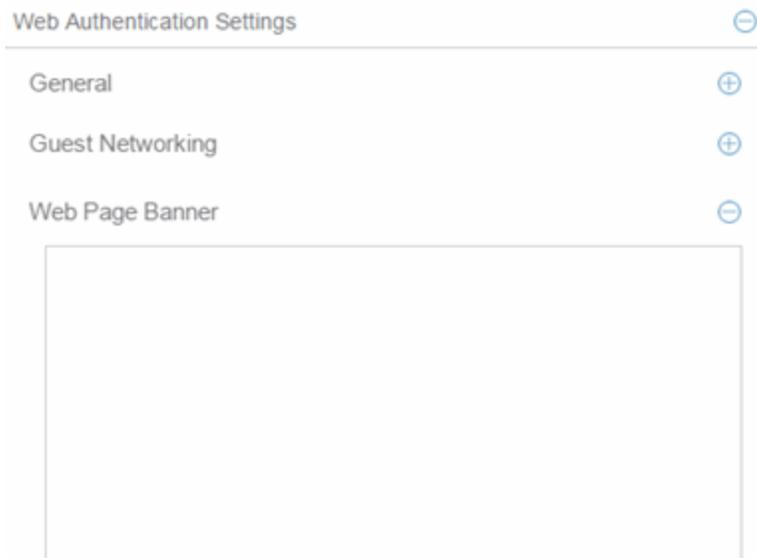 Web Authentication Settings
General
Guest Networking
Web Page Banner